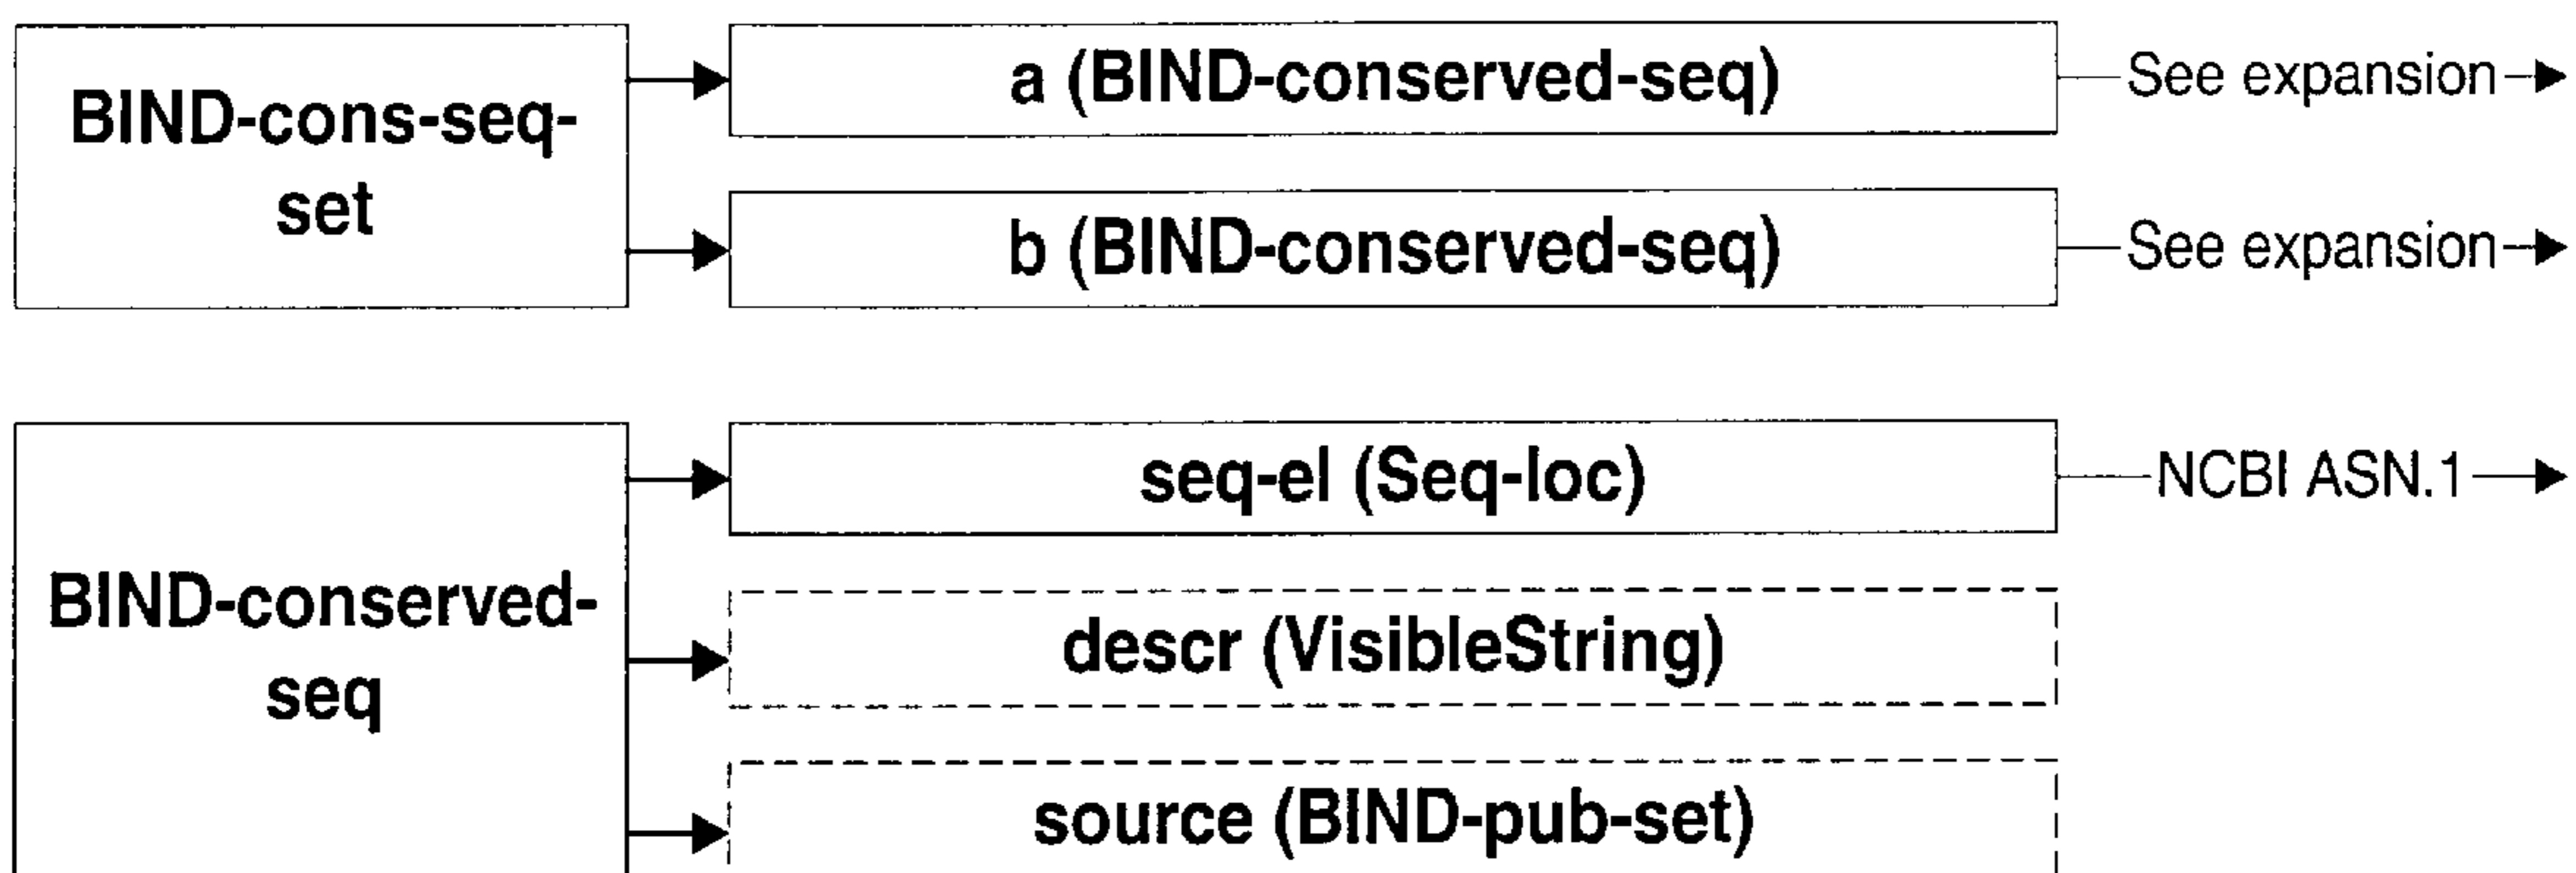 BIND-cons-seq-
set
a (BIND-conserved-seq)
See expansion
b (BIND-conserved-seq)
See expansion
BIND-conserved-
seq
seq-el (Seq-loc)
NCBI ASN.1
descr (VisibleString)
source (BIND-pub-set)